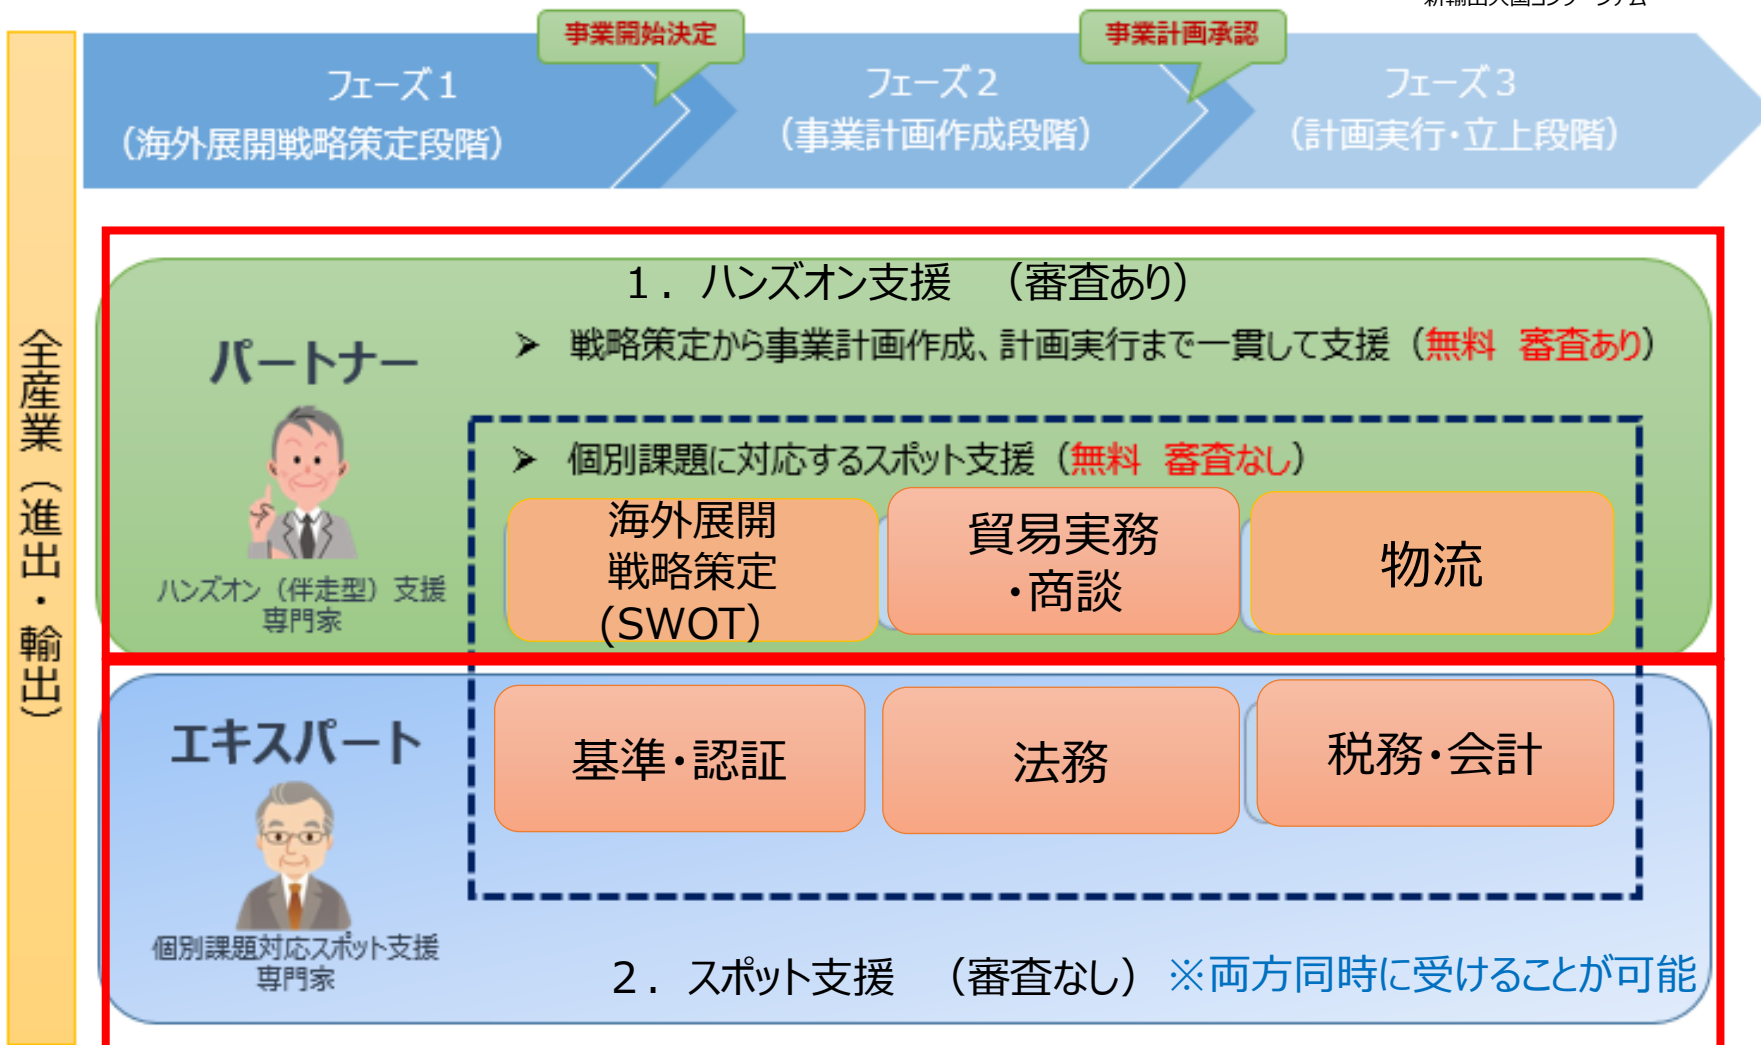 事業開始決定
事業計画承認
フェーズ1
(海外展開戦略策定段階)
フェーズ2
(事業計画作成段階)
フェーズ3
(計画実行・立上段階)
全産業(進出・輸出)
1.ハンズオン支援 (審査あり)
パートナー
➢ 戦略策定から事業計画作成、計画実行まで一貫して支援(無料 審査あり)
➢ 個別課題に対応するスポット支援(無料 審査なし)
ハンズオン(伴走型)支援
専門家
海外展開
戦略策定
(SWOT)
貿易実務
・商談
物流
エキスパート
基準・認証
法務
税務・会計
個別課題対応スポット支援
専門家
2.スポット支援 (審査なし) ※両方同時に受けることが可能